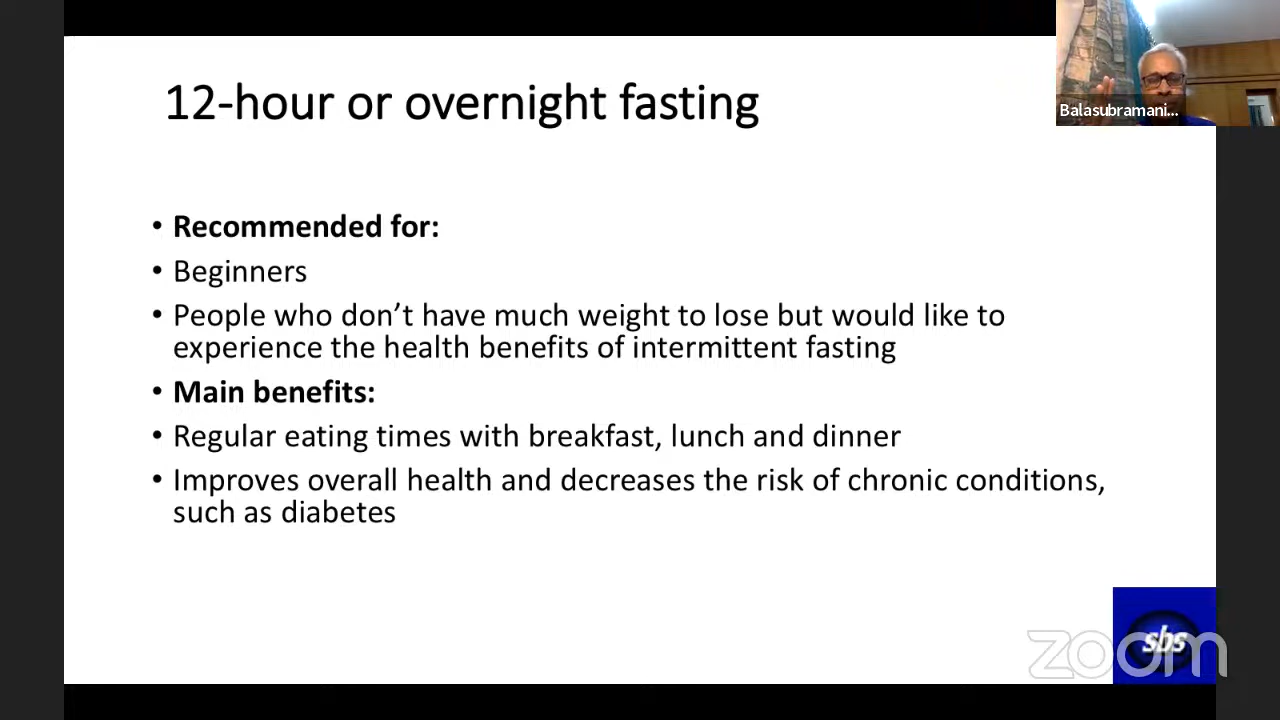 12-hour or overnight fasting
Balasubramani...
• Recommended for:
• Beginners
• People who don’t have much weight to lose but would like to
experience the health benefits of intermittent fasting
• Main benefits:
• Regular eating times with breakfast, lunch and dinner
• Improves overall health and decreases the risk of chronic conditions,
such as diabetes
sbs
zoom